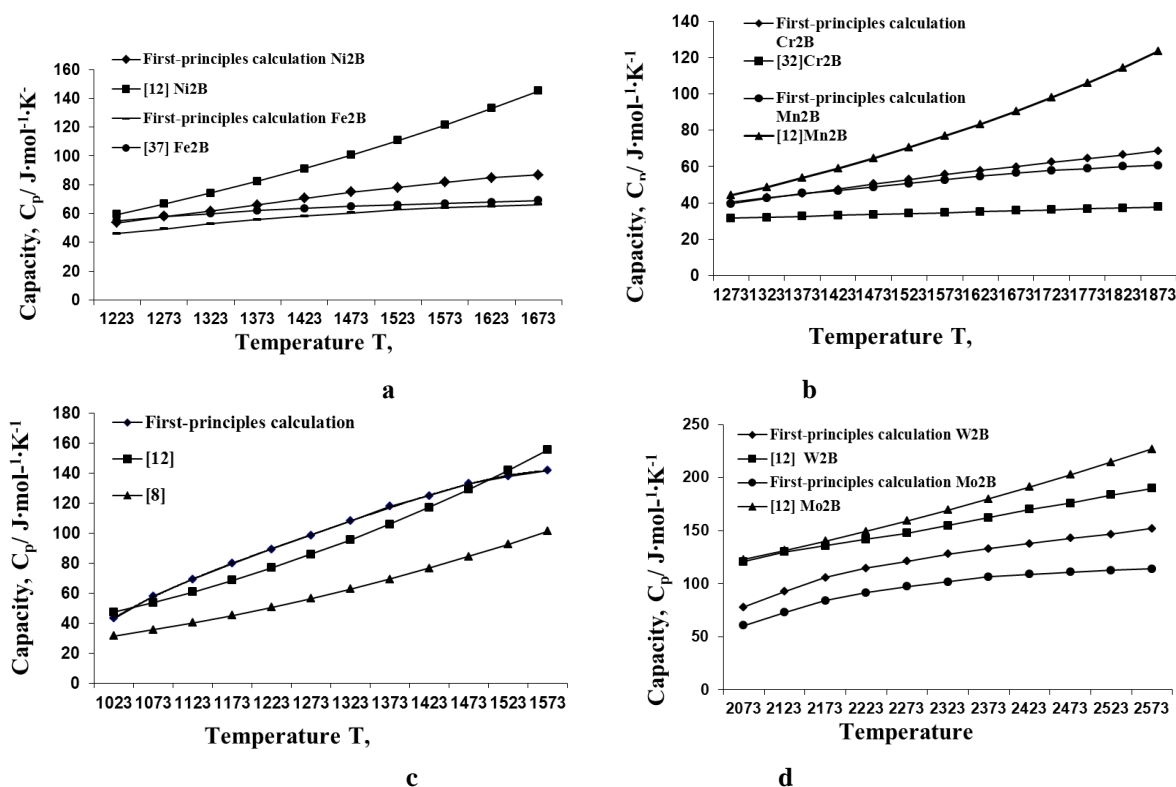 First-principles calculation Ni2B
[12] Ni2B
First-principles calculation Fe2B
[37] Fe2B
Capacity, Cp/ J·mol-1·K-
160
140
120
100
80
60
40
20
0
1223 1273 1323 1373 1423 1473 1523 1573 1623 1673
Temperature T,
a
First-principles calculation
Cr2B
[32]Cr2B
First-principles calculation
Mn2B
[12]Mn2B
Capacity, Cp/ J·mol-1·K-1
140
120
100
80
60
40
20
0
1273132313731423147315231573162316731723177318231873
Temperature T,
b
First-principles calculation
[12]
[8]
Capacity, Cp/ J·mol-1·K-1
180
160
140
120
100
80
60
40
20
0
1023 1073 1123 1173 1223 1273 1323 1373 1423 1473 1523 1573
Temperature T,
c
First-principles calculation W2B
[12] W2B
First-principles calculation Mo2B
[12] Mo2B
Capacity, Cp/ J·mol-1·K-1
250
200
150
100
50
0
2073 2123 2173 2223 2273 2323 2373 2423 2473 2523 2573
Temperature
d